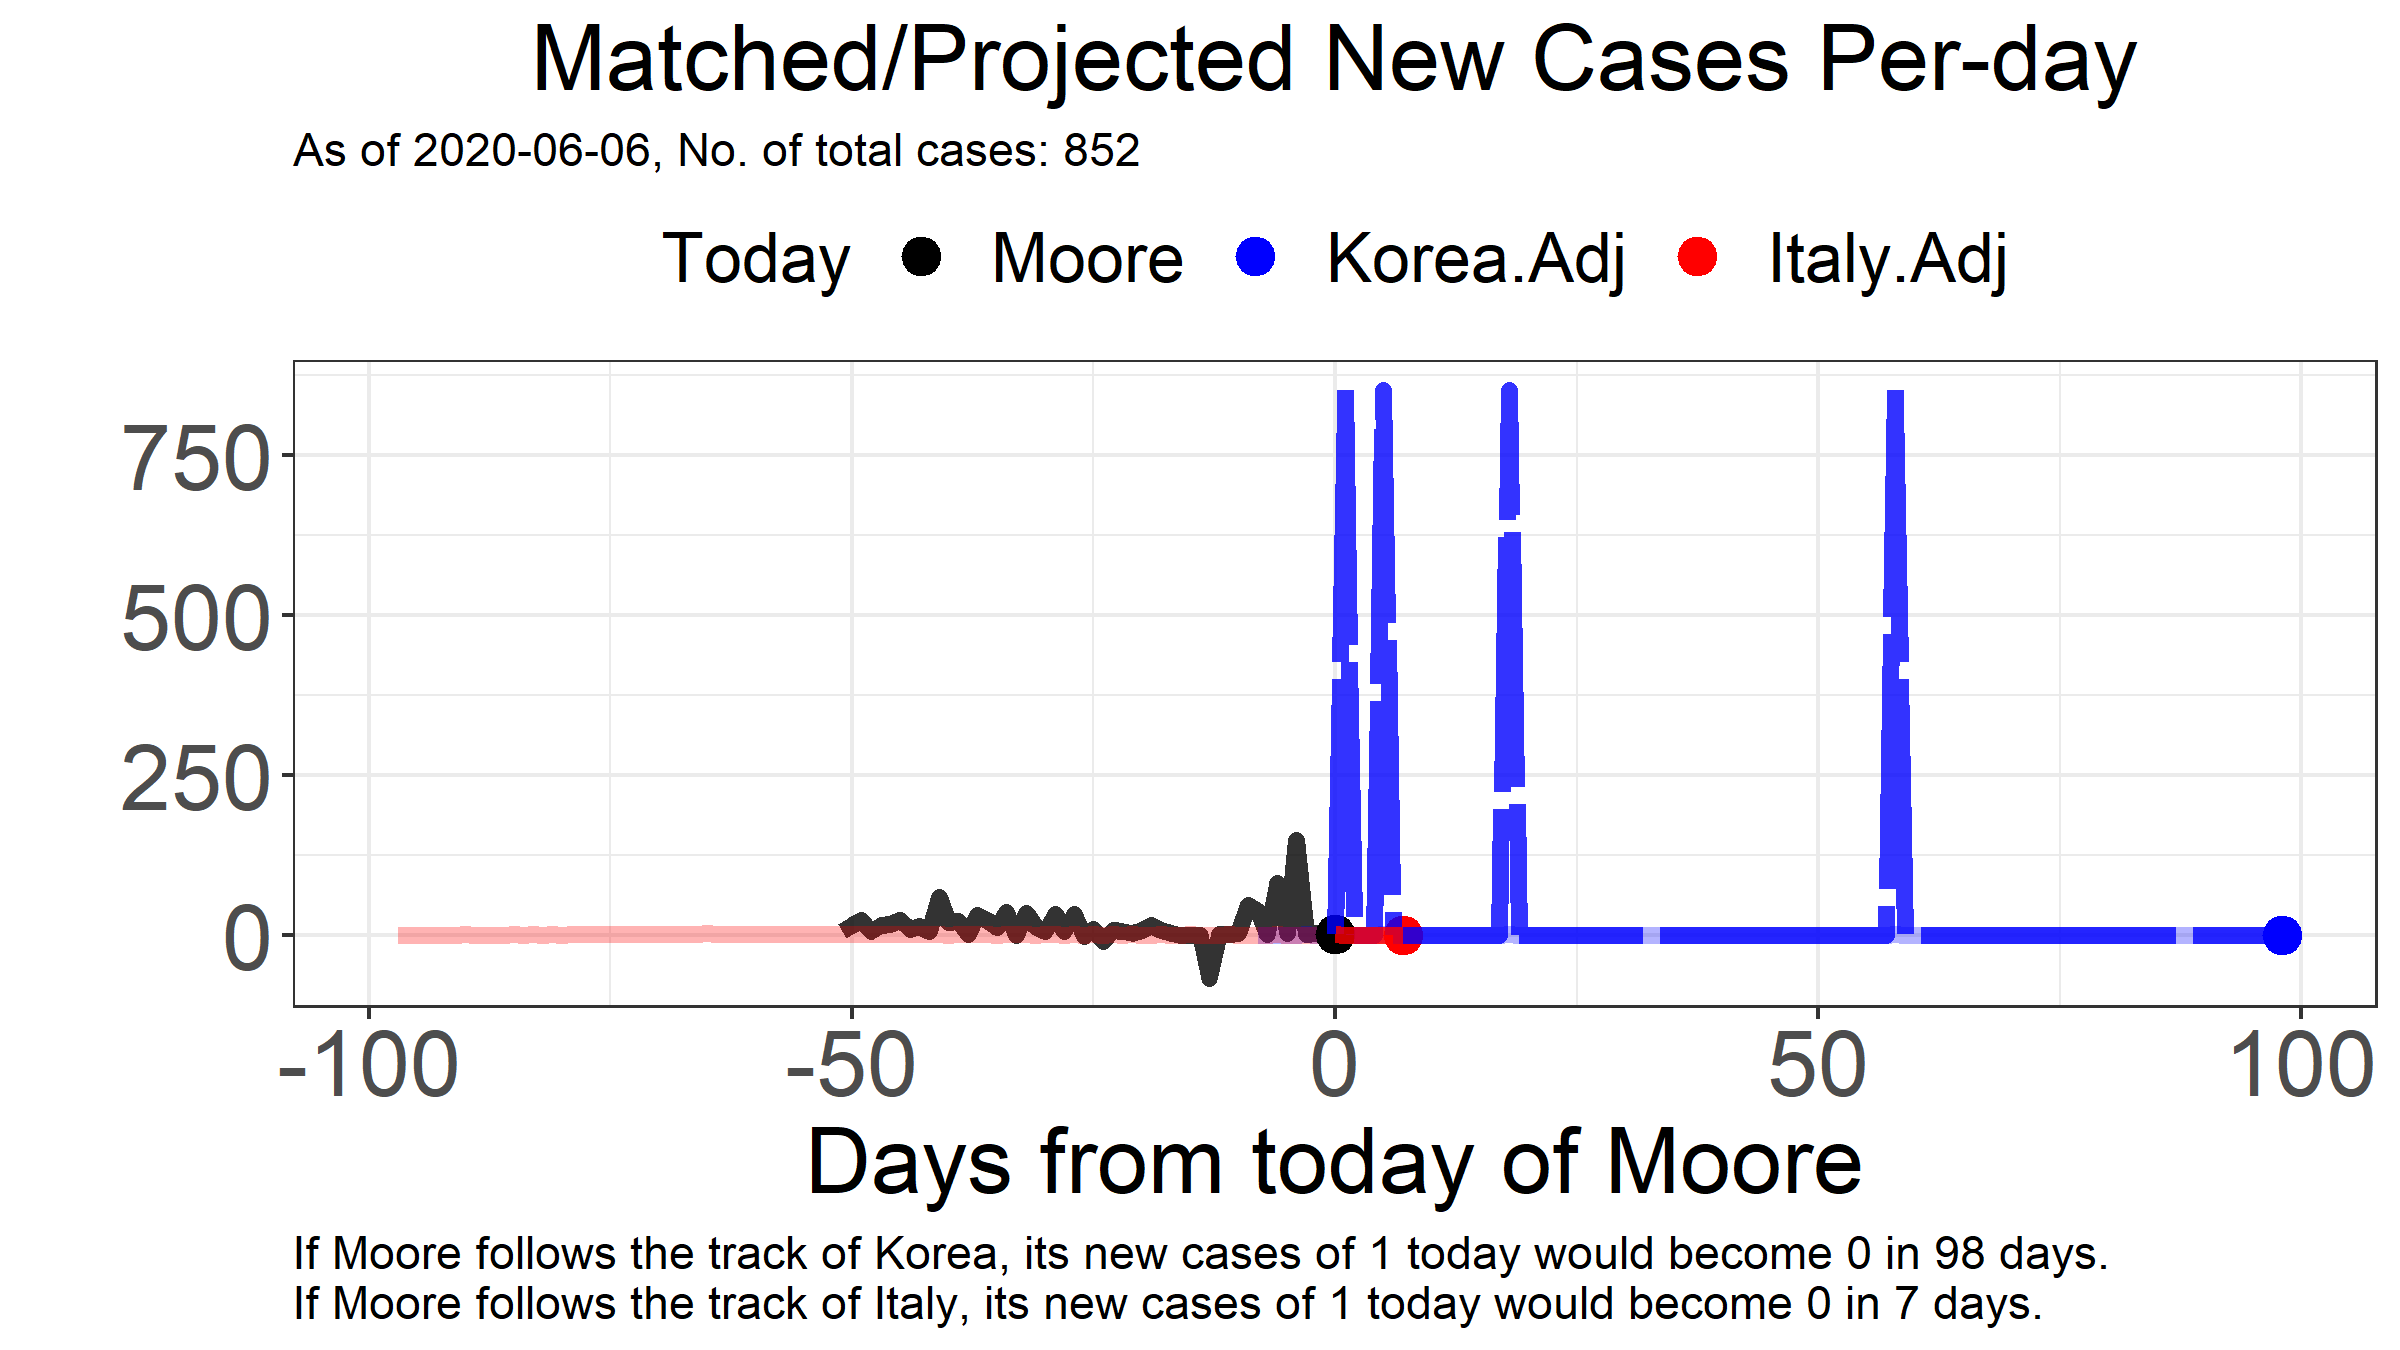 Matched/Projected New Cases Per-day
As of 2020-06-06, No. of total cases: 852
Today Moore Korea.Adj Italy.Adj
750
500
250
0
-100 -50 0 50 100
Days from today of Moore
If Moore follows the track of Korea, its new cases of 1 today would become 0 in 98 days.
If Moore follows the track of Italy, its new cases of 1 today would become 0 in 7 days.